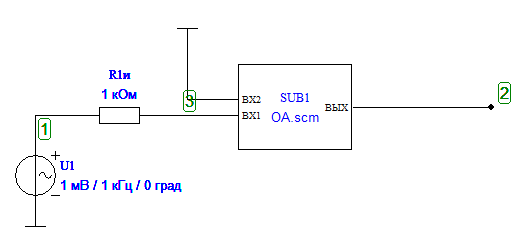 R1и
1 кОм
1
3
ВХ2
ВХ1
SUB1
OA.scm
ВЫХ
2
U1
1 мВ / 1 кГц / 0 град